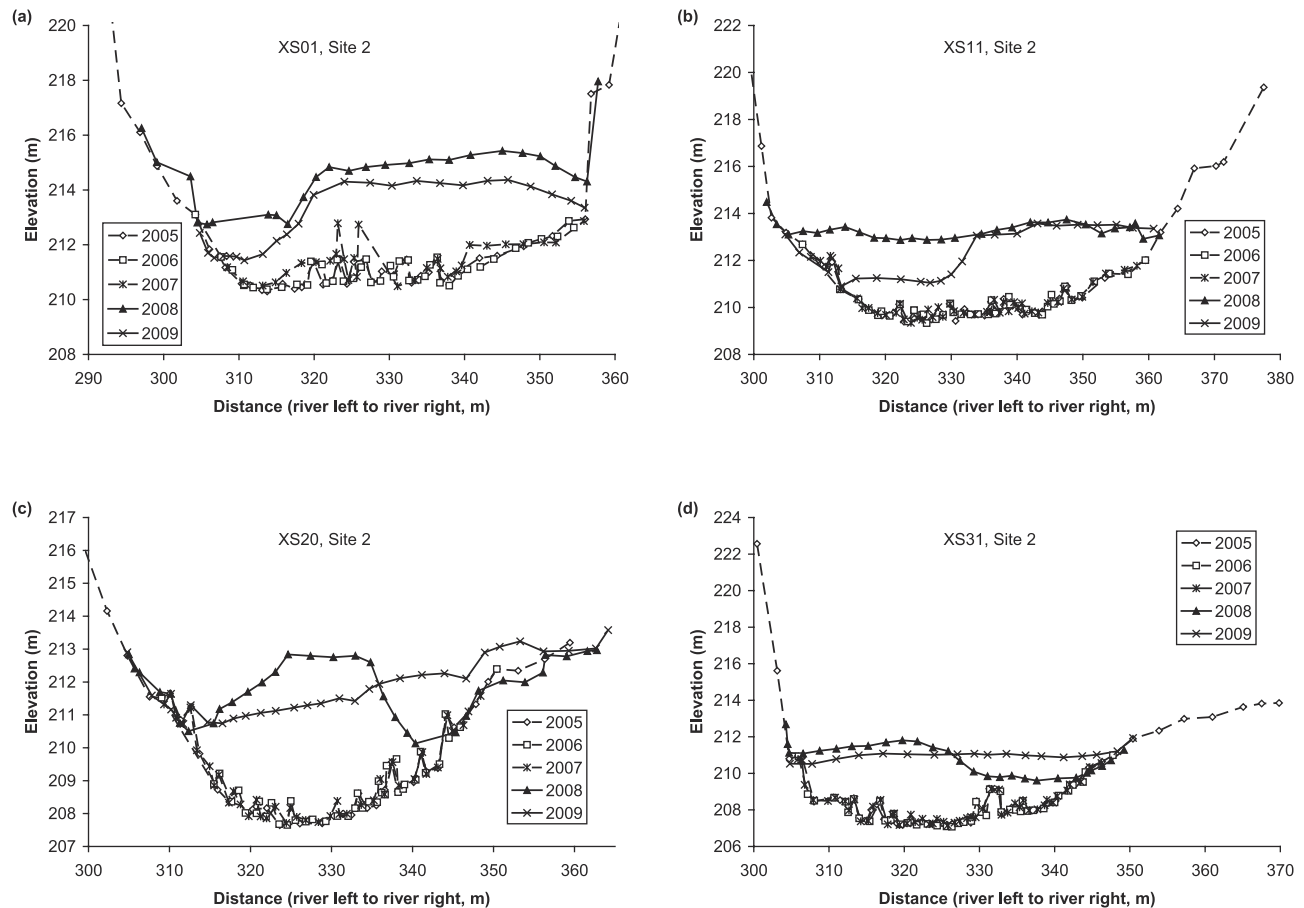 (a)
XS01, Site 2
Elevation (m)
220
218
216
214
212
210
208
2005
2006
2007
2008
2009
290 300 310 320 330 340 350 360
Distance (river left to river right, m)
(b)
XS11, Site 2
Elevation (m)
222
220
218
216
214
212
210
208
2005
2006
2007
2008
2009
300 310 320 330 340 350 360 370 380
Distance (river left to river right, m)
(c)
XS20, Site 2
Elevation (m)
217
216
215
214
213
212
211
210
209
208
207
2005
2006
2007
2008
2009
300 310 320 330 340 350 360
Distance (river left to river right, m)
(d)
XS31, Site 2
Elevation (m)
224
222
220
218
216
214
212
210
208
206
2005
2006
2007
2008
2009
300 310 320 330 340 350 360 370
Distance (river left to river right, m)